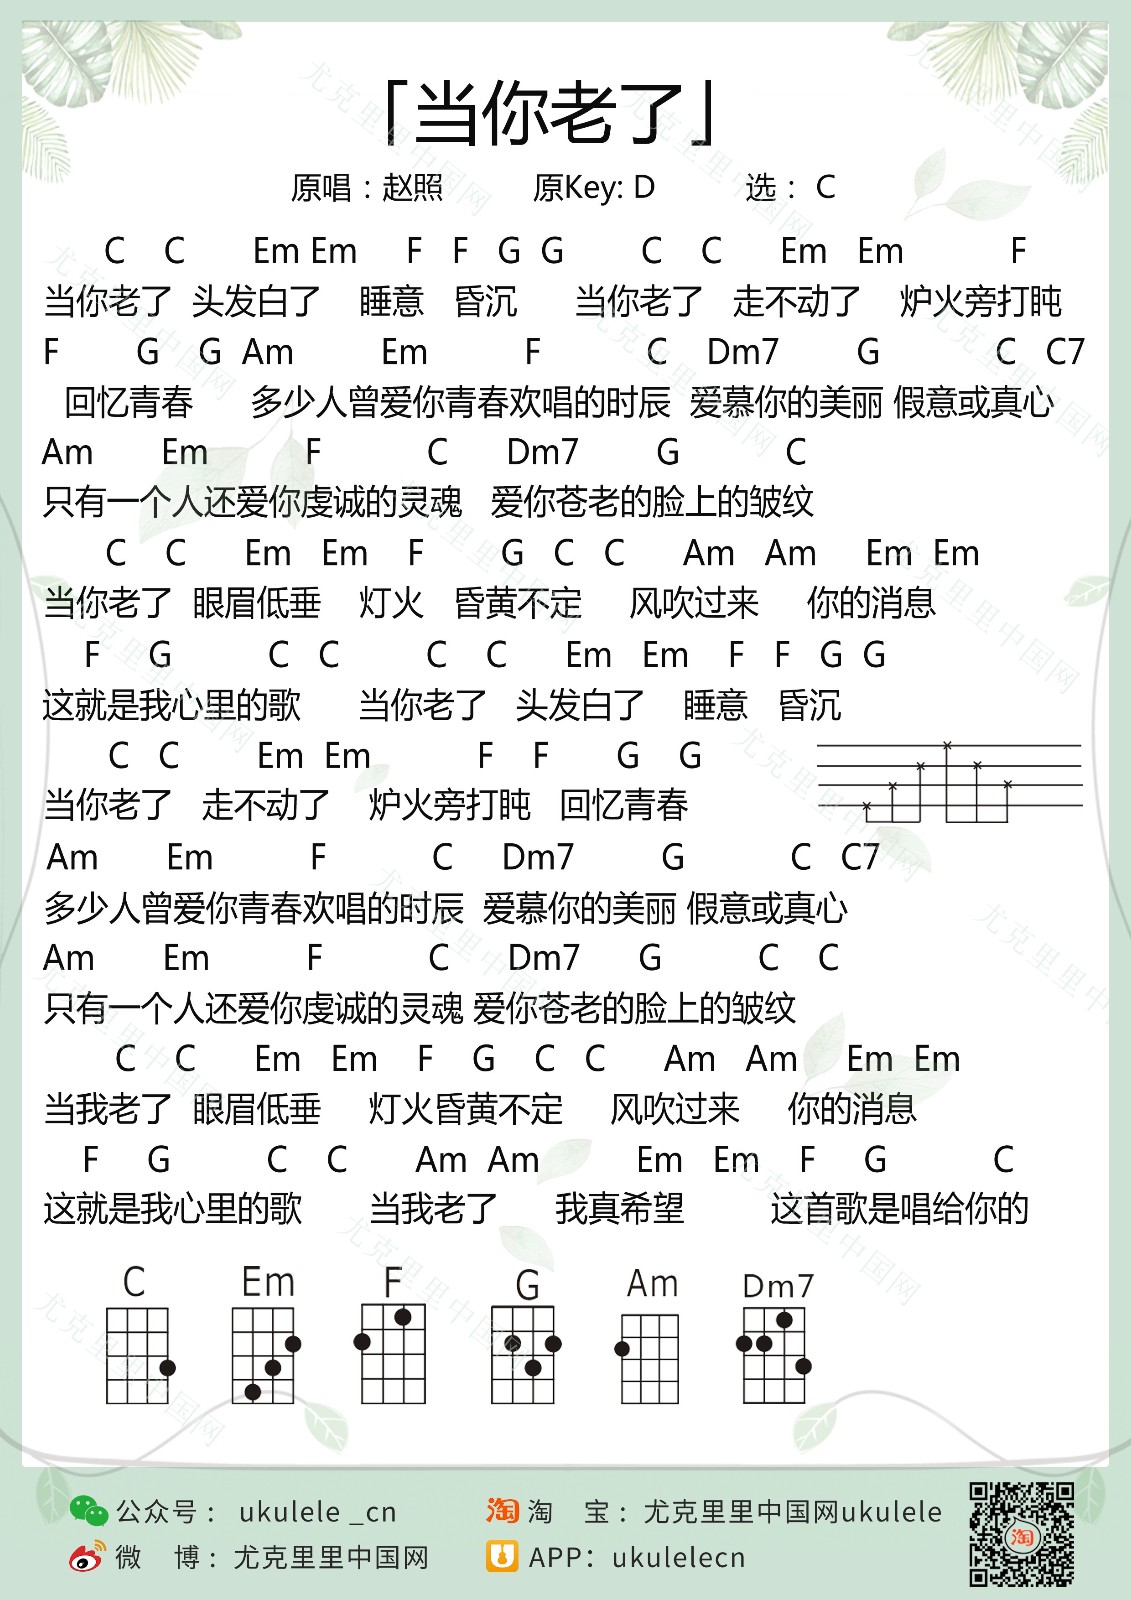 「当你老了」
原唱：赵照 原Key: D 选： C
C C Em Em F F G G C C Em Em F
当你老了 头发白了 睡意 昏沉 当你老了 走不动了 炉火旁打盹
F G G Am Em F C Dm7 G C C7
回忆青春 多少人曾爱你青春欢唱的时辰 爱慕你的美丽 假意或真心
Am Em F C Dm7 G C
只有一个人还爱你虔诚的灵魂 爱你苍老的脸上的皱纹
C C Em Em F G C C Am Am Em Em
当你老了 眼眉低垂 灯火 昏黄不定 风吹过来 你的消息
F G C C C C Em Em F F G G
这就是我心里的歌 当你老了 头发白了 睡意 昏沉
C C Em Em F F G G
当你老了 走不动了 炉火旁打盹 回忆青春
Am Em F C Dm7 G C C7
多少人曾爱你青春欢唱的时辰 爱慕你的美丽 假意或真心
Am Em F C Dm7 G C C
只有一个人还爱你虔诚的灵魂 爱你苍老的脸上的皱纹
C C Em Em F G C C Am Am Em Em
当我老了 眼眉低垂 灯火昏黄不定 风吹过来 你的消息
F G C C Am Am Em Em F G C
这就是我心里的歌 当我老了 我真希望 这首歌是唱给你的
C Em F G Am Dm7
公众号： ukulele _cn 淘 淘 宝：尤克里里中国网ukulele
微 博：尤克里里中国网 APP：ukulelecn
淘
尤克里里中国网